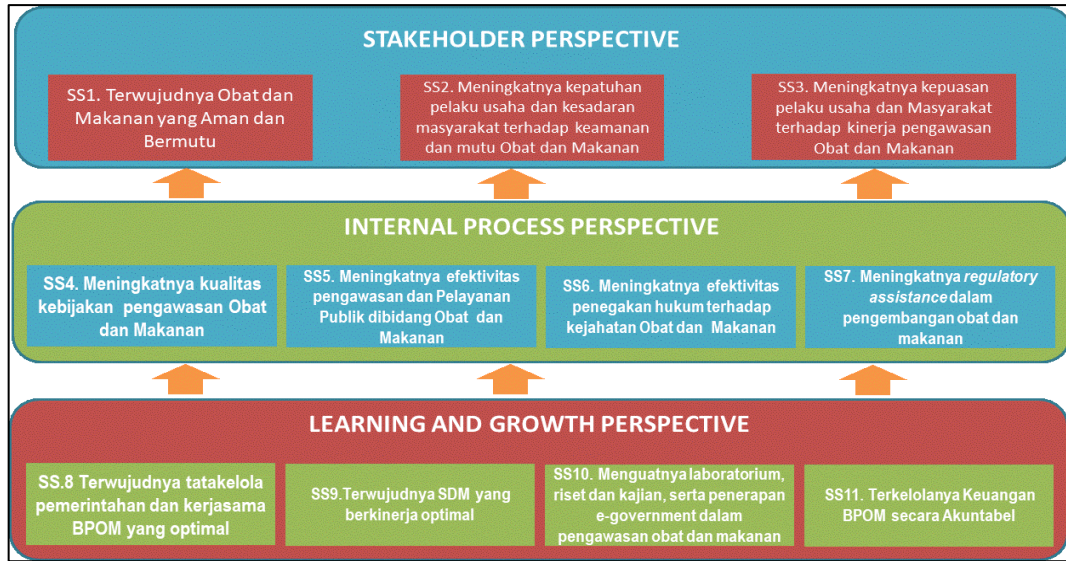 STAKEHOLDER PERSPECTIVE
SS1. Terwujudnya Obat dan
Makanan yang Aman dan
Bermutu
SS2. Meningkatnya kepatuhan
pelaku usaha dan kesadaran
masyarakat terhadap keamanan
dan mutu Obat dan Makanan
SS3. Meningkatnya kepuasan
pelaku usaha dan Masyarakat
terhadap kinerja pengawasan
Obat dan Makanan
INTERNAL PROCESS PERSPECTIVE
SS4. Meningkatnya kualitas
kebijakan pengawasan Obat
dan Makanan
SS5. Meningkatnya efektivitas
pengawasan dan Pelayanan
Publik dibidang Obat dan
Makanan
SS6. Meningkatnya efektivitas
penegakan hukum terhadap
kejahatan Obat dan Makanan
SS7. Meningkatnya regulatory
assistance dalam
pengembangan obat dan
makanan
LEARNING AND GROWTH PERSPECTIVE
SS.8 Terwujudnya tatakelola
pemerintahan dan kerjasama
BPOM yang optimal
SS9.Terwujudnya SDM yang
berkinerja optimal
SS10. Menguatnya laboratorium,
riset dan kajian, serta penerapan
e-government dalam
pengawasan obat dan makanan
SS11. Terkelolanya Keuangan
BPOM secara Akuntabel